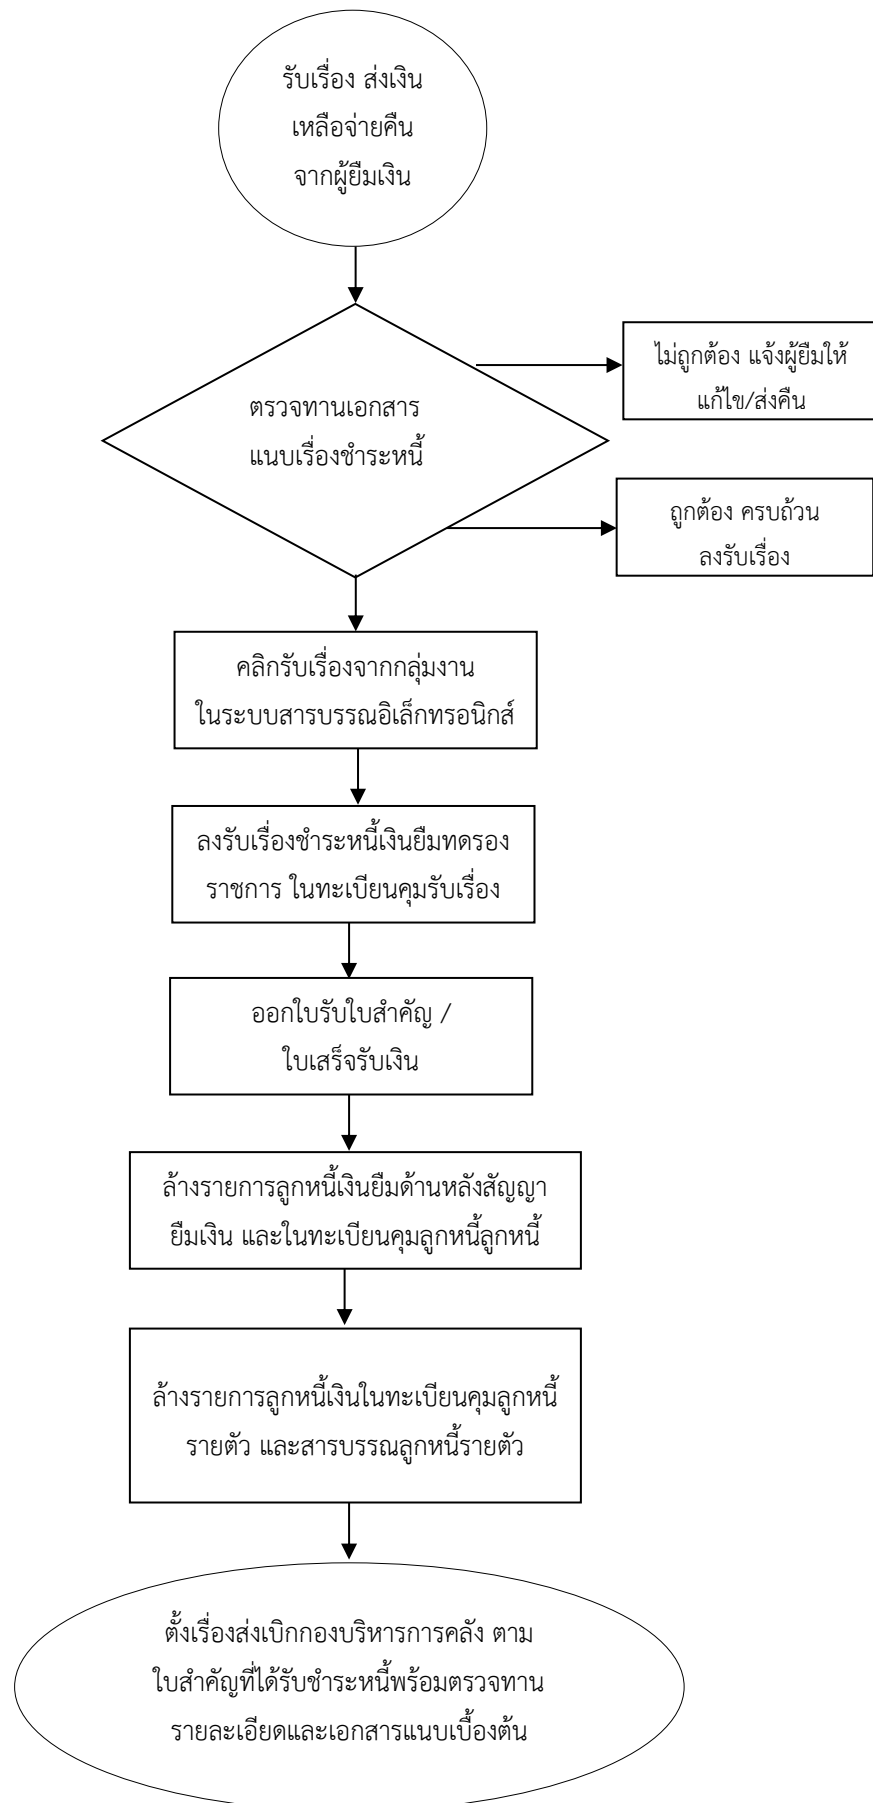 รับเรื่อง ส่งเงิน
เหลือจ่ายคืน
จากผู้ยืมเงิน
ตรวจทานเอกสาร
แนบเรื่องชำระหนี้
ไม่ถูกต้อง แจ้งผู้ยืมให้
แก้ไข/ส่งคืน
ถูกต้อง ครบถ้วน
ลงรับเรื่อง
คลิกรับเรื่องจากกลุ่มงาน
ในระบบสารบรรณอิเล็กทรอนิกส์
ลงรับเรื่องชำระหนี้เงินยืมทดรอง
ราชการ ในทะเบียนคุมรับเรื่อง
ออกใบรับใบสำคัญ /
ใบเสร็จรับเงิน
ล้างรายการลูกหนี้เงินยืมด้านหลังสัญญา
ยืมเงิน และในทะเบียนคุมลูกหนี้ลูกหนี้
ล้างรายการลูกหนี้เงินในทะเบียนคุมลูกหนี้
รายตัว และสารบรรณลูกหนี้รายตัว
ตั้งเรื่องส่งเบิกกองบริหารการคลัง ตาม
ใบสำคัญที่ได้รับชำระหนี้พร้อมตรวจทาน
รายละเอียดและเอกสารแนบเบื้องต้น